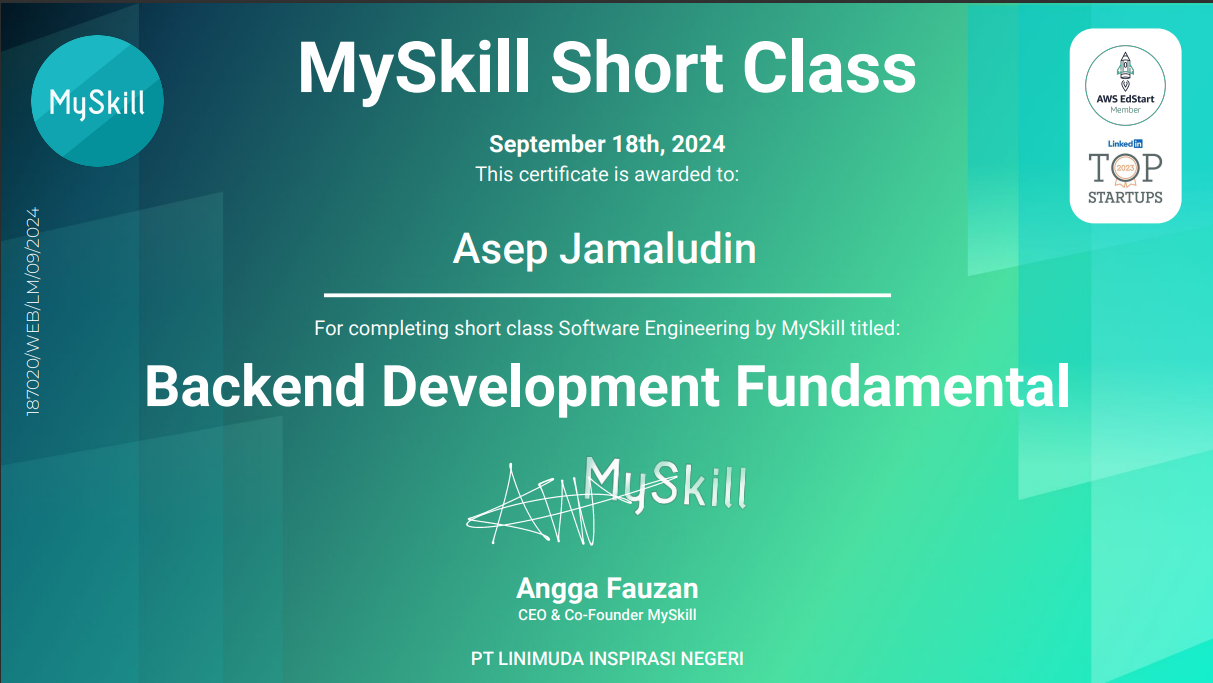 MySkill
MySkill Short Class
AWS EdStart
Member
September 18th, 2024
This certificate is awarded to:
LinkedIn
TOP
2023
STARTUPS
187020/WEB/LM/09/2024
Asep Jamaludin
For completing short class Software Engineering by MySkill titled:
Backend Development Fundamental
MySkill
Angga Fauzan
CEO & Co-Founder MySkill
PT LINIMUDA INSPIRASI NEGERI